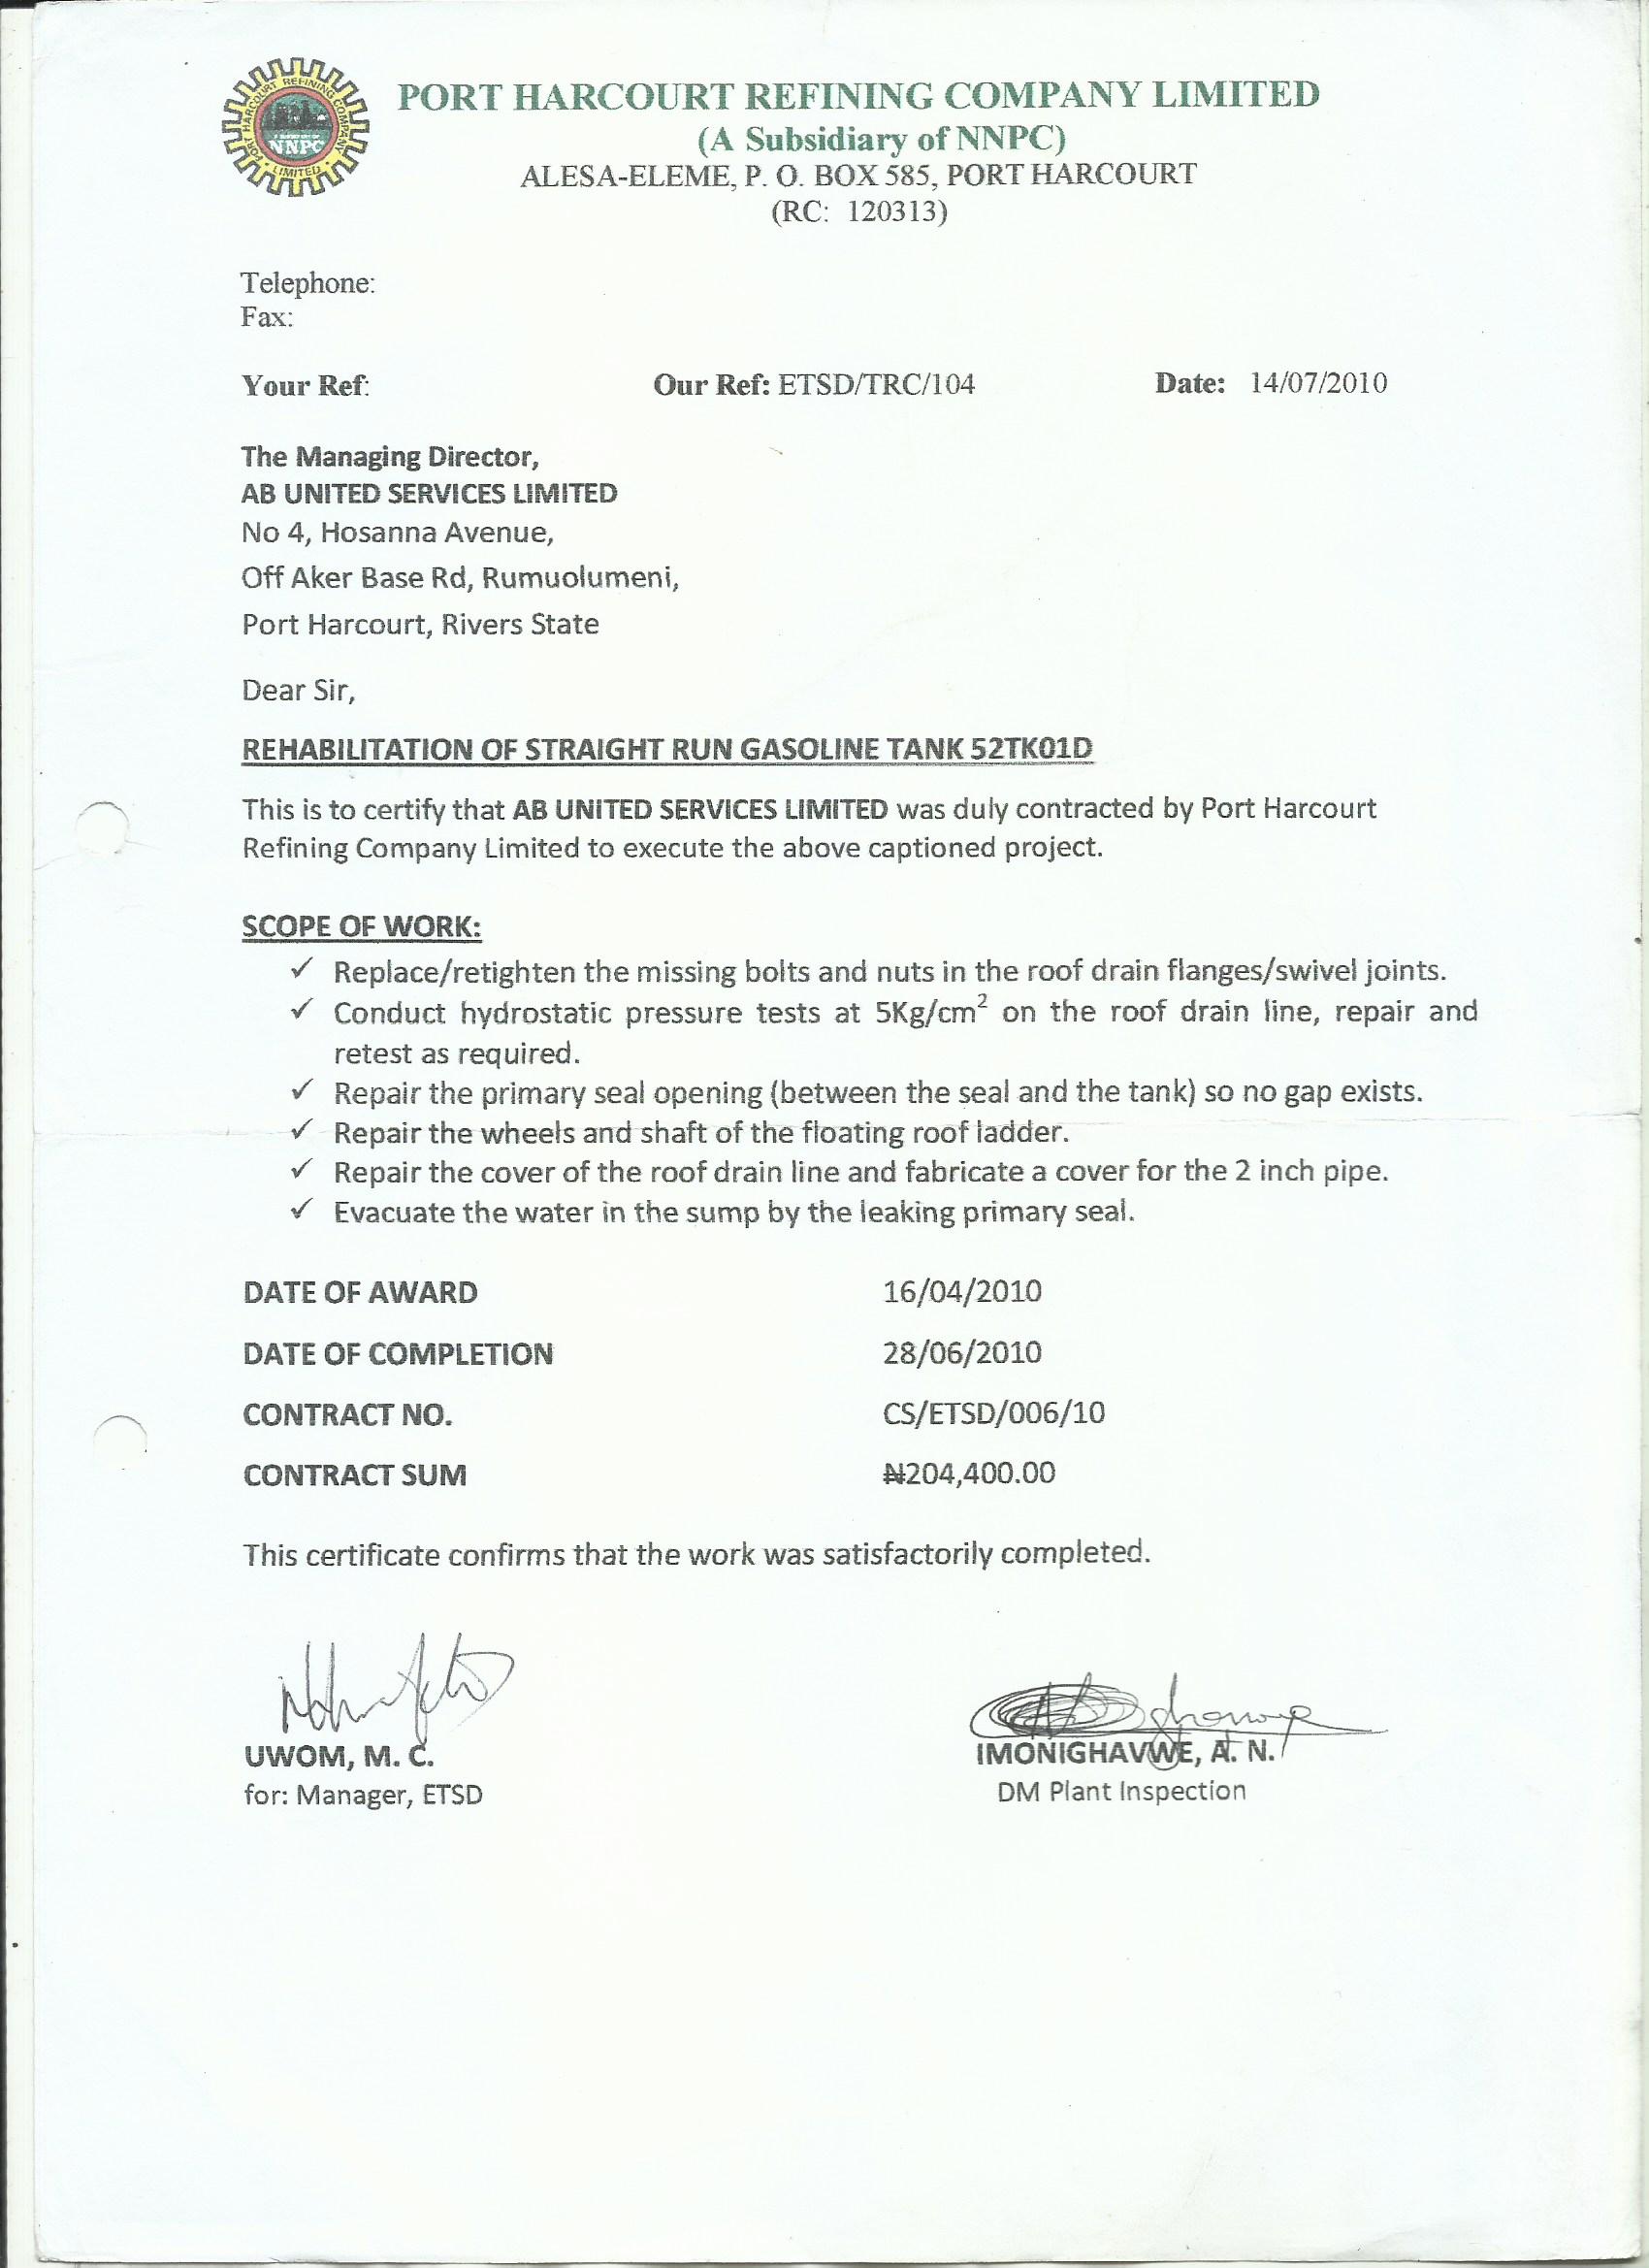 PORT HARCOURT REFINING COMPANY
NNPC
LIMITED
PORT HARCOURT REFINING COMPANY LIMITED
(A Subsidiary of NNPC)
ALESA-ELEME, P. O. BOX 585, PORT HARCOURT
(RC: 120313)
Telephone:
Fax:
Your Ref: Our Ref: ETSD/TRC/104 Date: 14/07/2010
The Managing Director,
AB UNITED SERVICES LIMITED
No 4, Hosanna Avenue,
Off Aker Base Rd, Rumuolumeni,
Port Harcourt, Rivers State
Dear Sir,
REHABILITATION OF STRAIGHT RUN GASOLINE TANK 52TK01D
This is to certify that AB UNITED SERVICES LIMITED was duly contracted by Port Harcourt
Refining Company Limited to execute the above captioned project.
SCOPE OF WORK:
✓ Replace/retighten the missing bolts and nuts in the roof drain flanges/swivel joints.
✓ Conduct hydrostatic pressure tests at 5Kg/cm² on the roof drain line, repair and
retest as required.
✓ Repair the primary seal opening (between the seal and the tank) so no gap exists.
✓ Repair the wheels and shaft of the floating roof ladder.
✓ Repair the cover of the roof drain line and fabricate a cover for the 2 inch pipe.
✓ Evacuate the water in the sump by the leaking primary seal.
DATE OF AWARD 16/04/2010
DATE OF COMPLETION 28/06/2010
CONTRACT NO. CS/ETSD/006/10
CONTRACT SUM ₦204,400.00
This certificate confirms that the work was satisfactorily completed.
UWOM, M. C. IMONIGHAVWE, A. N.
for: Manager, ETSD DM Plant Inspection